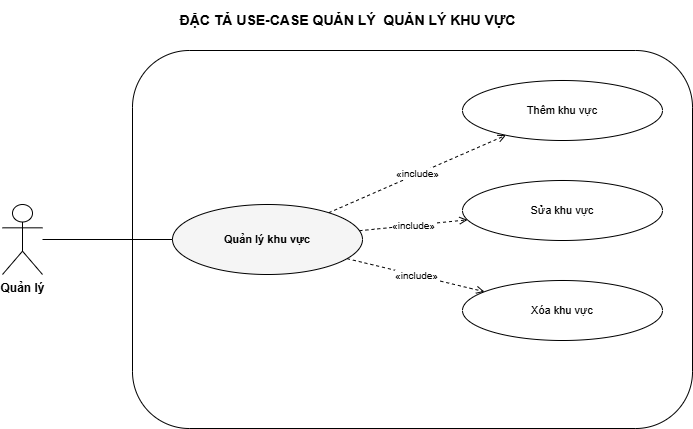 ĐẶC TẢ USE-CASE QUẢN LÝ QUẢN LÝ KHU VỰC
Thêm khu vực
«include»
Sửa khu vực
«include»
Quản lý khu vực
«include»
Quản lý
Xóa khu vực